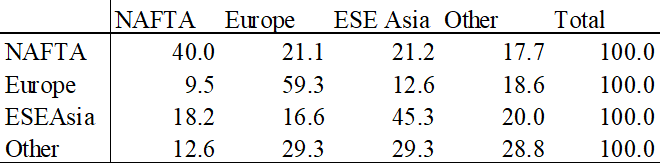 NAFTA Europe ESE Asia Other Total
NAFTA 40.0 21.1 21.2 17.7 100.0
Europe 9.5 59.3 12.6 18.6 100.0
ESEAsia 18.2 16.6 45.3 20.0 100.0
Other 12.6 29.3 29.3 28.8 100.0